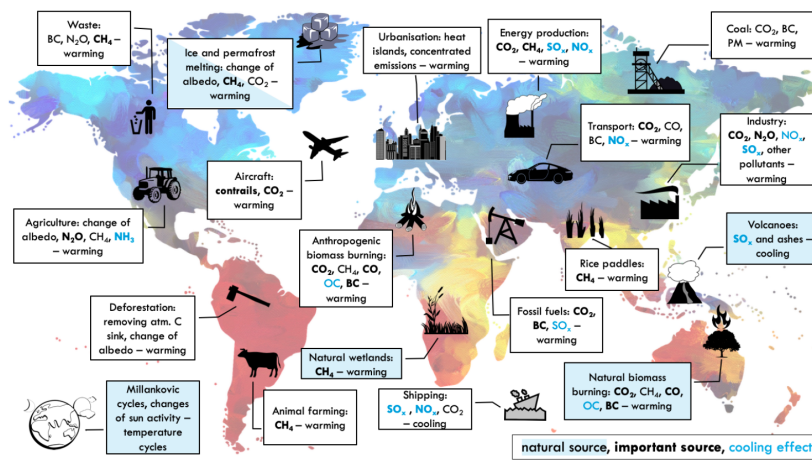 Waste:
BC, N₂O, CH₄ –
warming
Ice and permafrost
melting: change of
albedo, CH₄, CO₂ –
warming
Urbanisation: heat
islands, concentrated
emissions – warming
Energy production:
CO₂, CH₄, SOₓ, NOₓ
– warming
Coal: CO₂, BC,
PM – warming
Transport: CO₂, CO,
BC, NOₓ – warming
Industry:
CO₂, N₂O, NOₓ,
SOₓ, other
pollutants –
warming
Aircraft:
contrails, CO₂ –
warming
Agriculture: change of
albedo, N₂O, CH₄, NH₃
– warming
Anthropogenic
biomass burning:
CO₂, CH₄, CO,
OC, BC –
warming
Rice paddles:
CH₄ – warming
Volcanoes:
SOₓ and ashes –
cooling
Deforestation:
removing atm. C
sink, change of
albedo – warming
Fossil fuels: CO₂,
BC, SOₓ –
warming
Natural wetlands:
CH₄ – warming
Natural biomass
burning: CO₂, CH₄, CO,
OC, BC – warming
Millankovic
cycles, changes
of sun activity –
temperature
cycles
Animal farming:
CH₄ – warming
Shipping:
SOₓ , NOₓ, CO₂
– cooling
natural source, important source, cooling effect